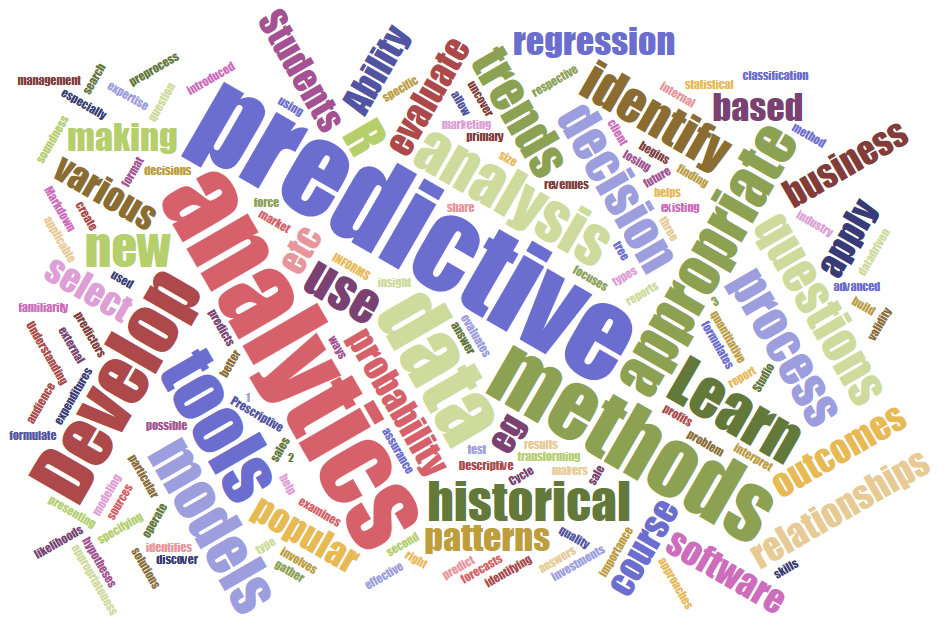 predictive
analytics
methods
data
analysis
Develop
tools
models
Learn
historical
appropriate
identify
trends
decision
process
questions
business
regression
based
apply
outcomes
relationships
software
course
patterns
popular
probability
use
etc
eg
new
select
various
making
Students
Ability
R
evaluate
management
search
expertise
preprocess
introduced
especially
question
soundness
format
decisions
Markdown
create
applicable
used
familiarity
Understanding
external
predictors
audience
expenditures
formulate
predicts
better
1
Prescriptive
possible
sales
2
particular
modeling
sources
presenting
specifying
operate
likelihoods
hypotheses
appropriateness
solutions
identifies
discover
type
help
examines
involves
gather
using
specific
allow
uncover
marketing
primary
size
respective
revenues
share
force
market
INFORMS
insight
ways
assurance
answer
evaluates
test
results
Descriptive
transforming
cycle
makers
sale
second
right
effective
predict
forecasts
identifying
answers
quality
investments
importance
approaches
skills
focuses
types
reports
tree
client
losing
begins
future
helps
existing
three
finding
internal
statistical
classification
method
Industry
datadriven
advanced
build
validity
3
quantitative
formulates
report
studio
profits
problem
interpret